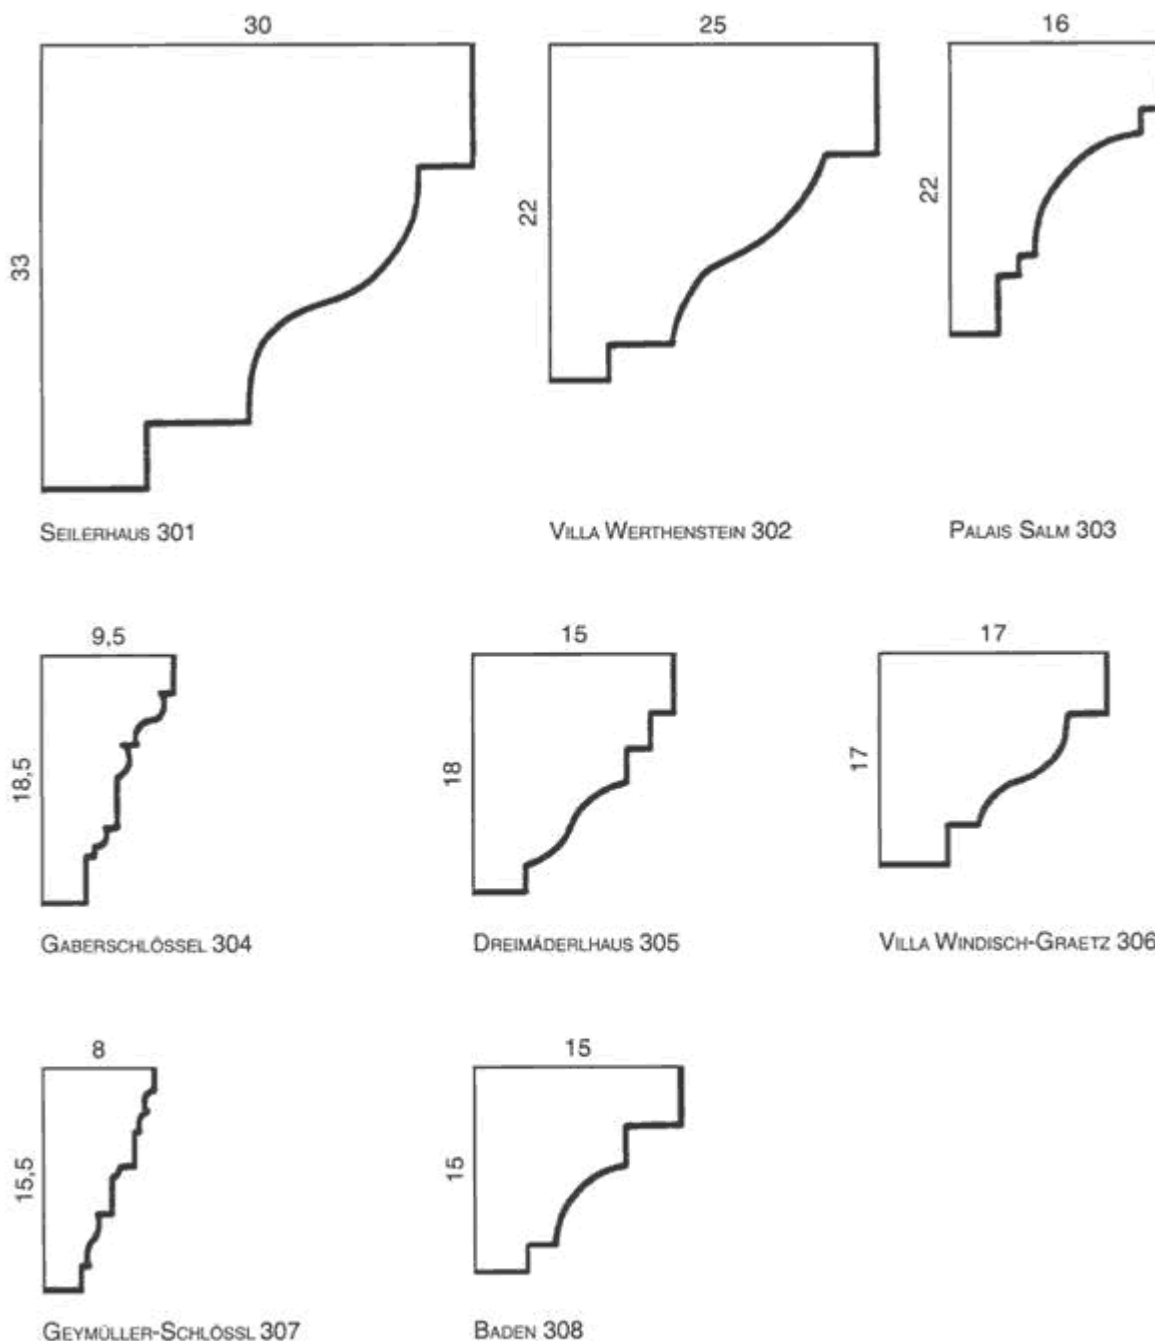 30
25
16
33
22
22
SEILERHAUS 301
VILLA WERTHENSTEIN 302
PALAIS SALM 303
9,5
15
17
18,5
18
17
GABERSCHLÖSSEL 304
DREIMÄDERLHAUS 305
VILLA WINDISCH-GRAETZ 306
8
15
15,5
15
GEYMÜLLER-SCHLÖSSL 307
BADEN 308